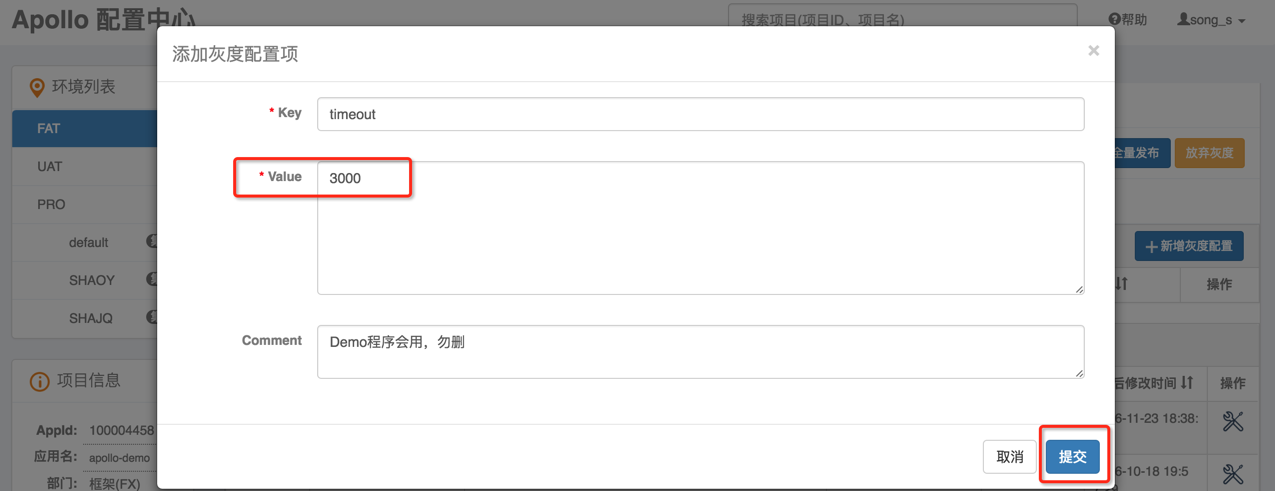 Apollo 配置中心
搜索项目(项目ID、项目名)
帮助
song_s
添加灰度配置项
×
环境列表
FAT
UAT
PRO
default
SHAOY
SHAJQ
* Key
timeout
* Value
3000
Comment
Demo程序会用，勿删
取消
提交
全量发布
放弃灰度
新增灰度配置
操作
后修改时间
操作
6-11-23 18:38:
6-10-18 19:5
项目信息
AppId: 100004458
应用名: apollo-demo
部门: 框架(FX)